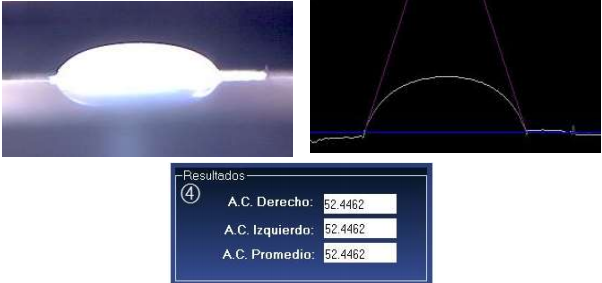 Resultados
④
A.C. Derecho: 52.4462
A.C. Izquierdo: 52.4462
A.C. Promedio: 52.4462